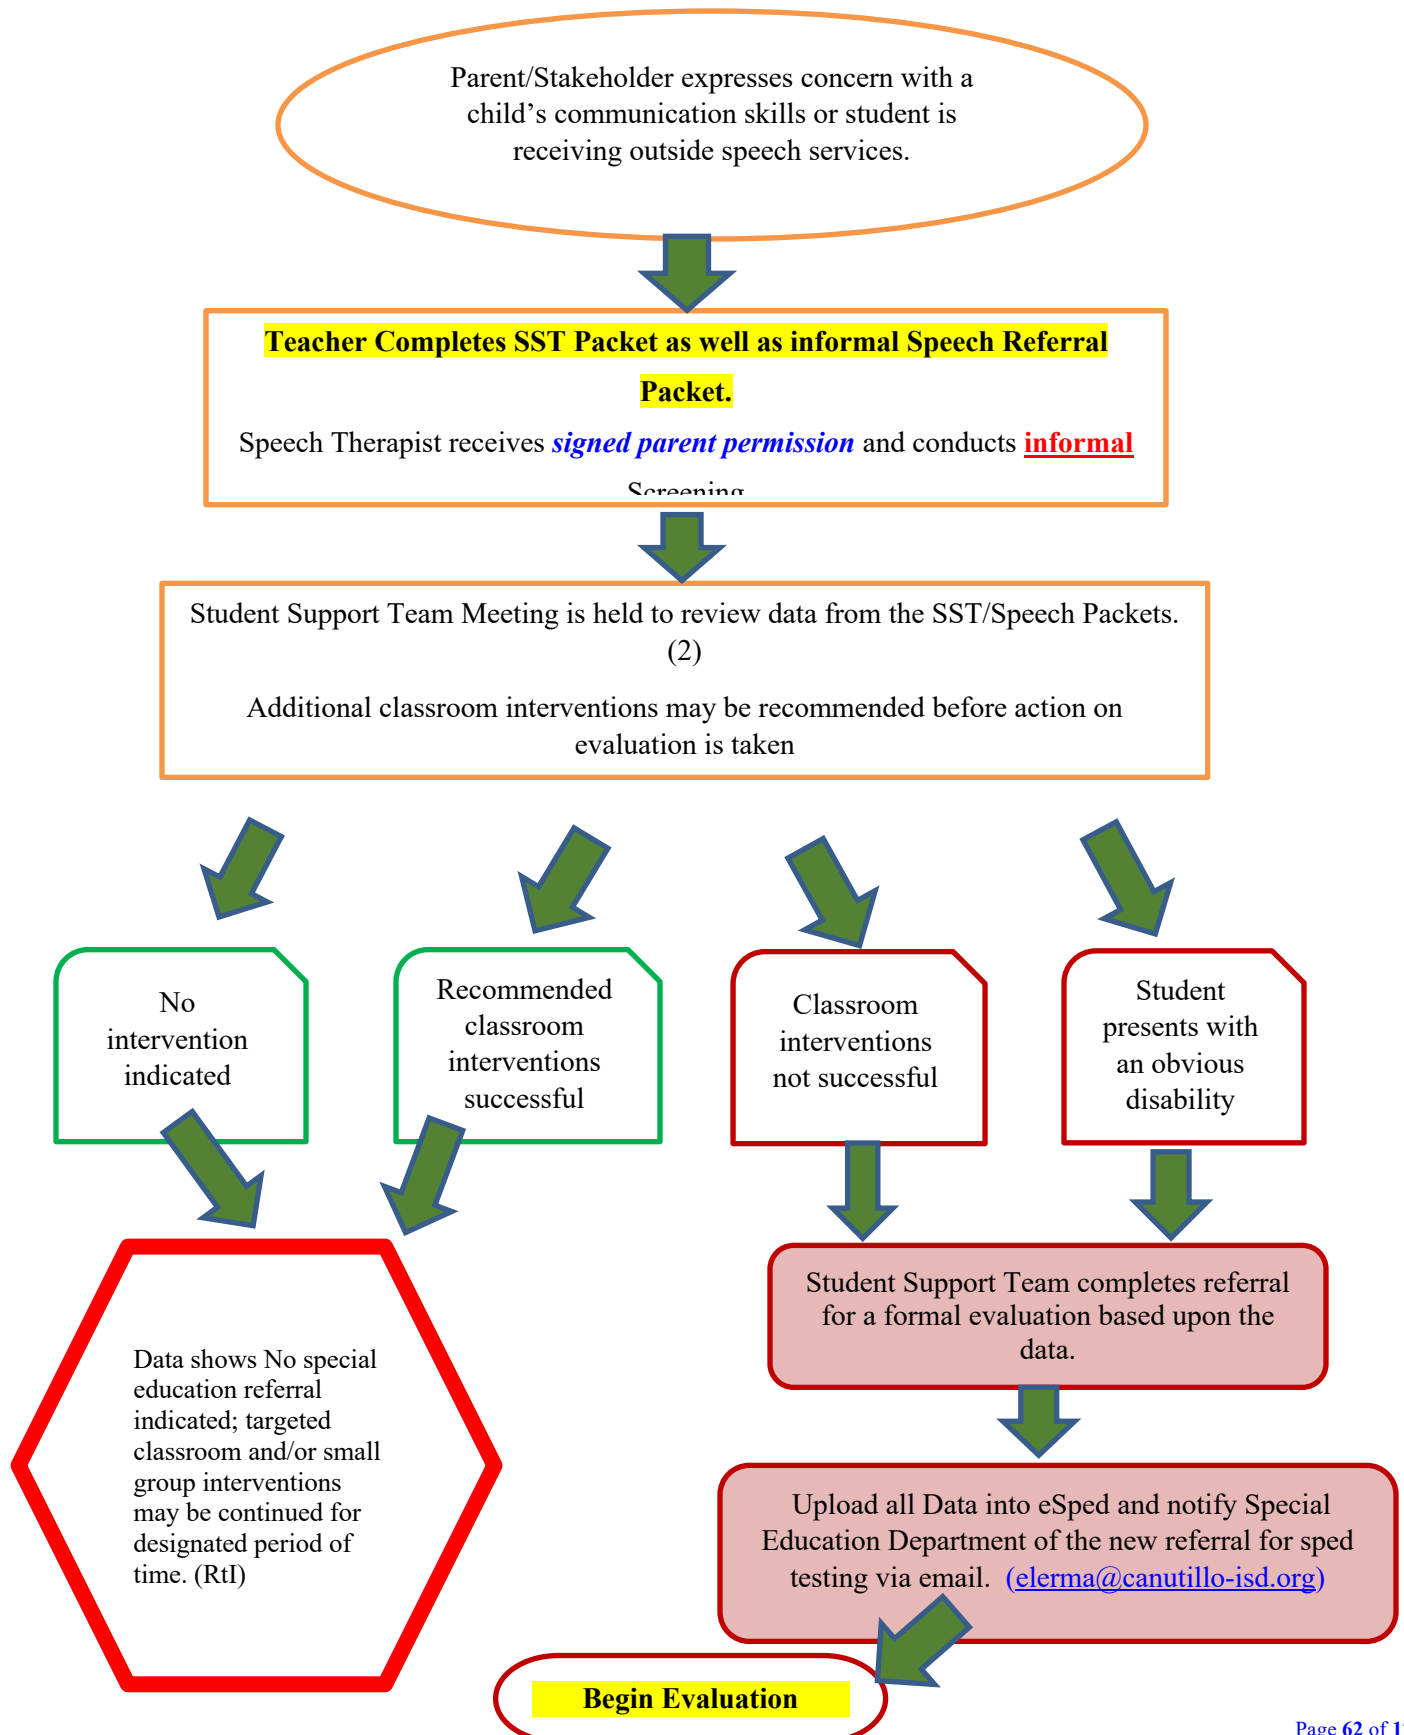 Parent/Stakeholder expresses concern with a
child’s communication skills or student is
receiving outside speech services.
Teacher Completes SST Packet as well as informal Speech Referral
Packet.
Speech Therapist receives signed parent permission and conducts informal
Screening
Student Support Team Meeting is held to review data from the SST/Speech Packets.
(2)
Additional classroom interventions may be recommended before action on
evaluation is taken
No
intervention
indicated
Recommended
classroom
interventions
successful
Classroom
interventions
not successful
Student
presents with
an obvious
disability
Student Support Team completes referral
for a formal evaluation based upon the
data.
Data shows No special
education referral
indicated; targeted
classroom and/or small
group interventions
may be continued for
designated period of
time. (RtI)
Upload all Data into eSped and notify Special
Education Department of the new referral for sped
testing via email. (elerma@canutillo-isd.org)
Begin Evaluation
Page 62 of